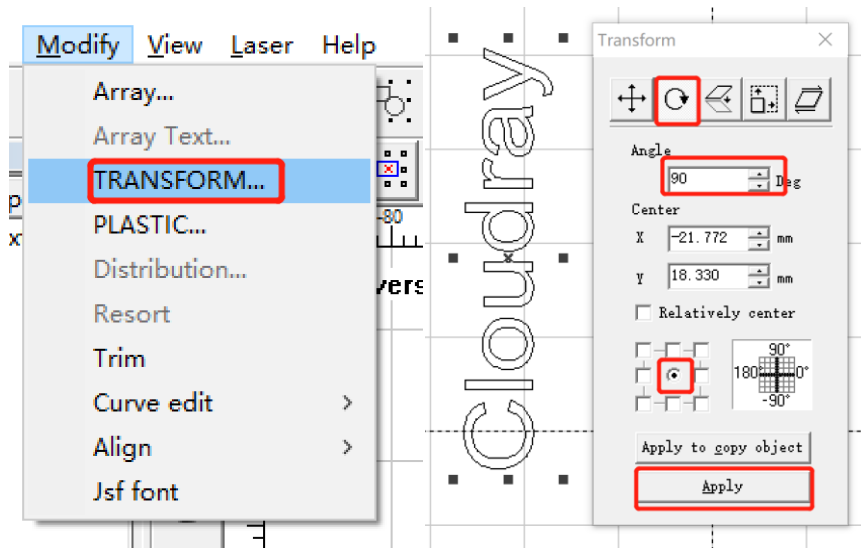 Modify View Laser Help
Array...
Array Text...
TRANSFORM...
PLASTIC...
Distribution...
Resort
Trim
Curve edit
Align
Jsf font
-80
vers
Cloudray
Transform
Angle
90 Deg
Center
X -21.772 mm
Y 18.330 mm
Relatively center
90°
180° 0°
-90°
Apply to copy object
Apply